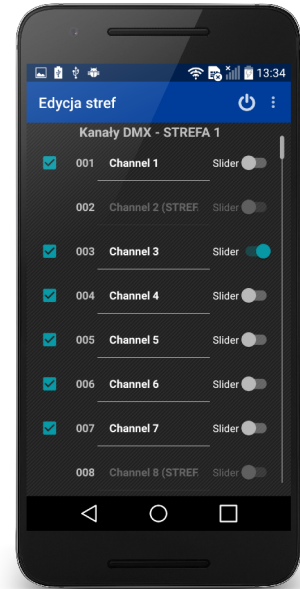 13:34
Edycja stref
Kanały DMX - STREFA 1
001 Channel 1 Slider
002 Channel 2 (STREF Slider
003 Channel 3 Slider
004 Channel 4 Slider
005 Channel 5 Slider
006 Channel 6 Slider
007 Channel 7 Slider
008 Channel 8 (STREF Slider